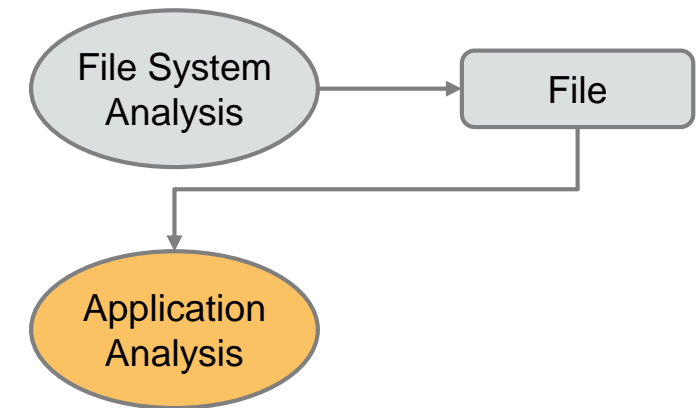 File System
Analysis
File
Application
Analysis